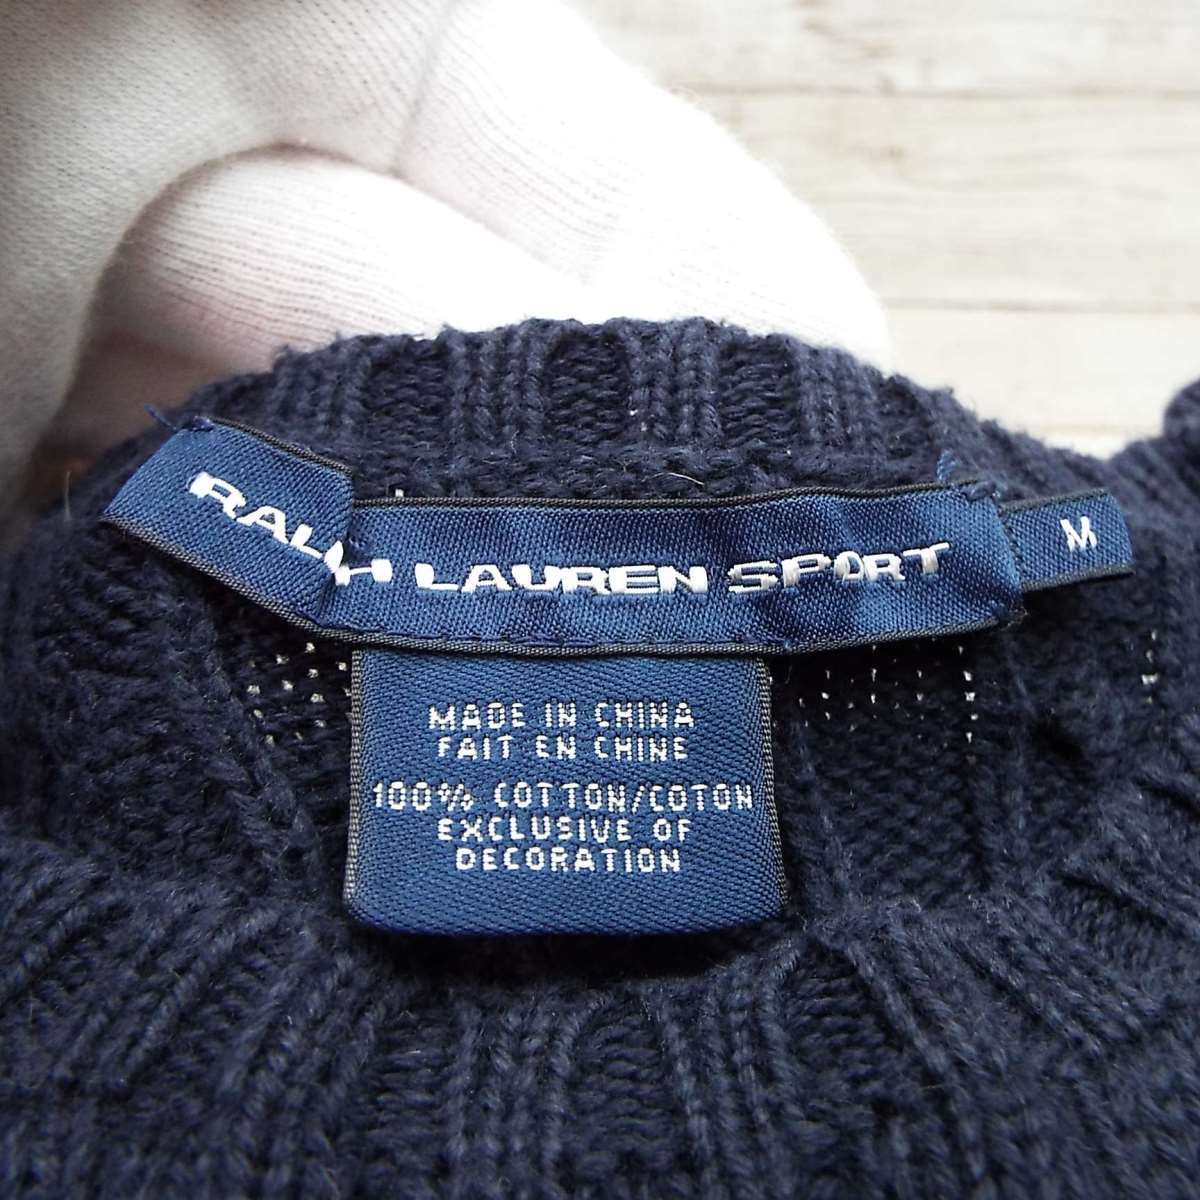 RALPH LAUREN SPORT
M
MADE IN CHINA
FAIT EN CHINE
100% COTTON/COTON
EXCLUSIVE OF
DECORATION